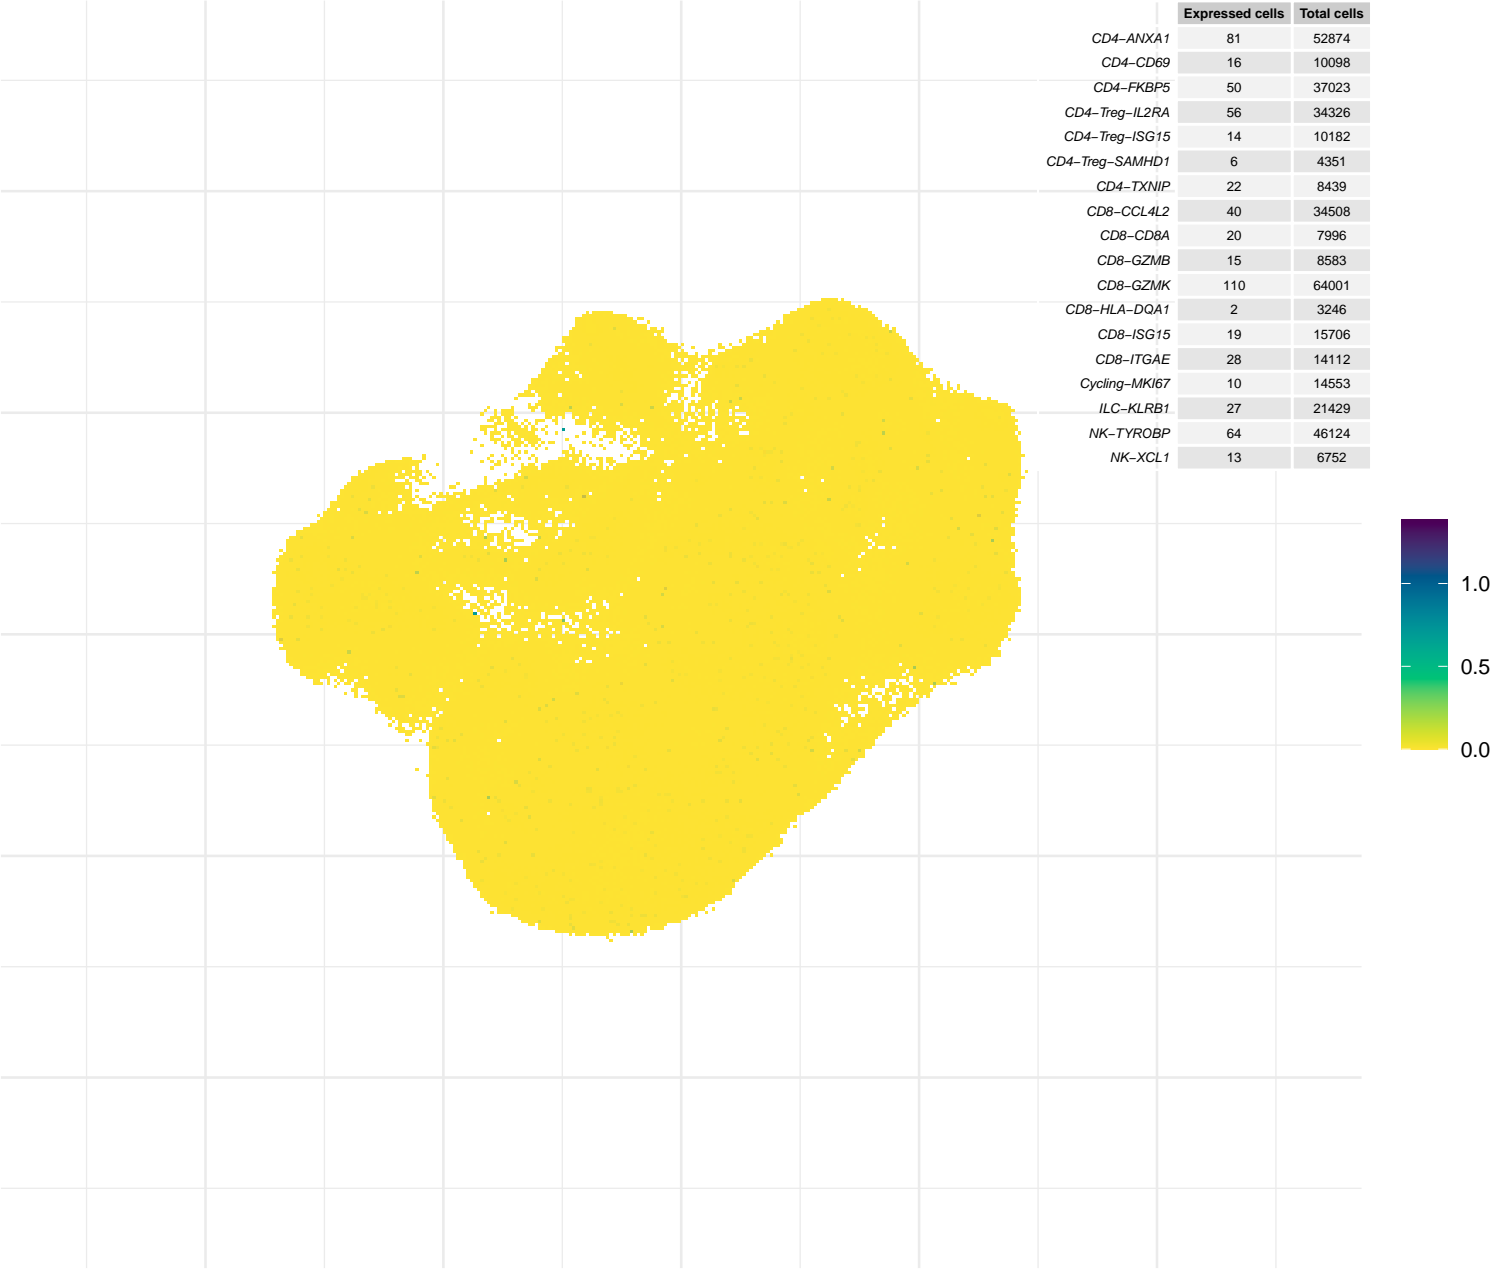 Expressed cells Total cells
CD4−ANXA1 81 52874
CD4−CD69 16 10098
CD4−FKBP5 50 37023
CD4−Treg−IL2RA 56 34326
CD4−Treg−ISG15 14 10182
CD4−Treg−SAMHD1 6 4351
CD4−TXNIP 22 8439
CD8−CCL4L2 40 34508
CD8−CD8A 20 7996
CD8−GZMB 15 8583
CD8−GZMK 110 64001
CD8−HLA−DQA1 2 3246
CD8−ISG15 19 15706
CD8−ITGAE 28 14112
Cycling−MKI67 10 14553
ILC−KLRB1 27 21429
NK−TYROBP 64 46124
NK−XCL1 13 6752
1.0
0.5
0.0